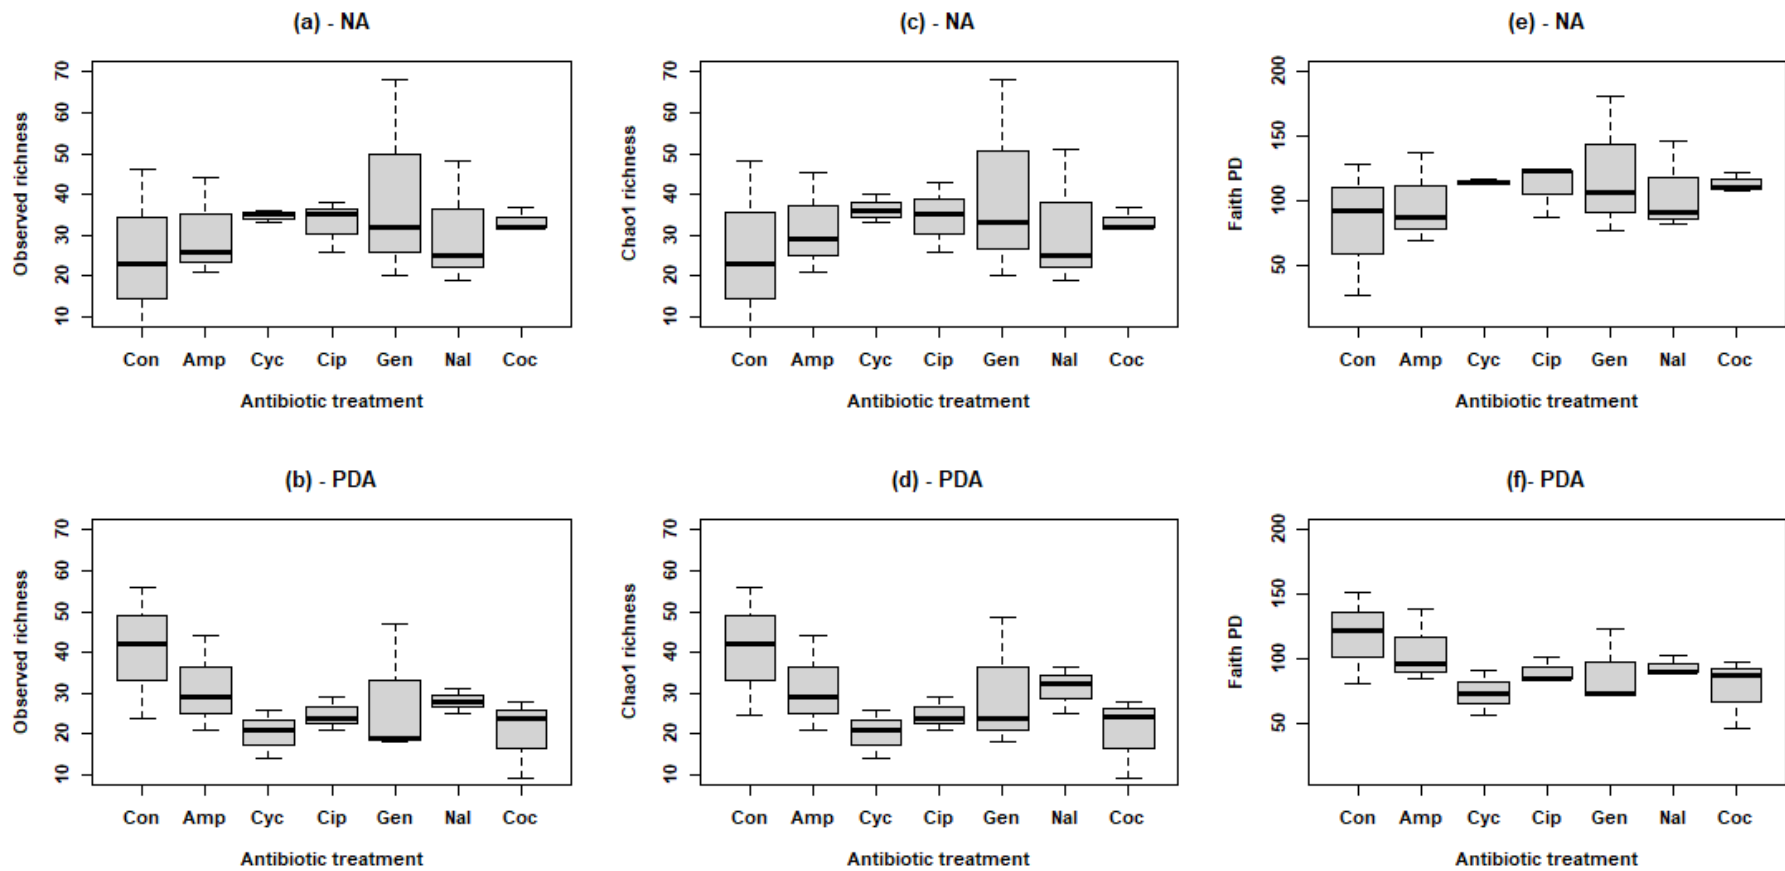 (a) - NA
Observed richness
70
60
50
40
30
20
10
Con Amp Cyc Cip Gen Nal Coc
Antibiotic treatment
(c) - NA
Chao1 richness
70
60
50
40
30
20
10
Con Amp Cyc Cip Gen Nal Coc
Antibiotic treatment
(e) - NA
Faith PD
200
150
100
50
Con Amp Cyc Cip Gen Nal Coc
Antibiotic treatment
(b) - PDA
Observed richness
70
60
50
40
30
20
10
Con Amp Cyc Cip Gen Nal Coc
Antibiotic treatment
(d) - PDA
Chao1 richness
70
60
50
40
30
20
10
Con Amp Cyc Cip Gen Nal Coc
Antibiotic treatment
(f)- PDA
Faith PD
200
150
100
50
Con Amp Cyc Cip Gen Nal Coc
Antibiotic treatment